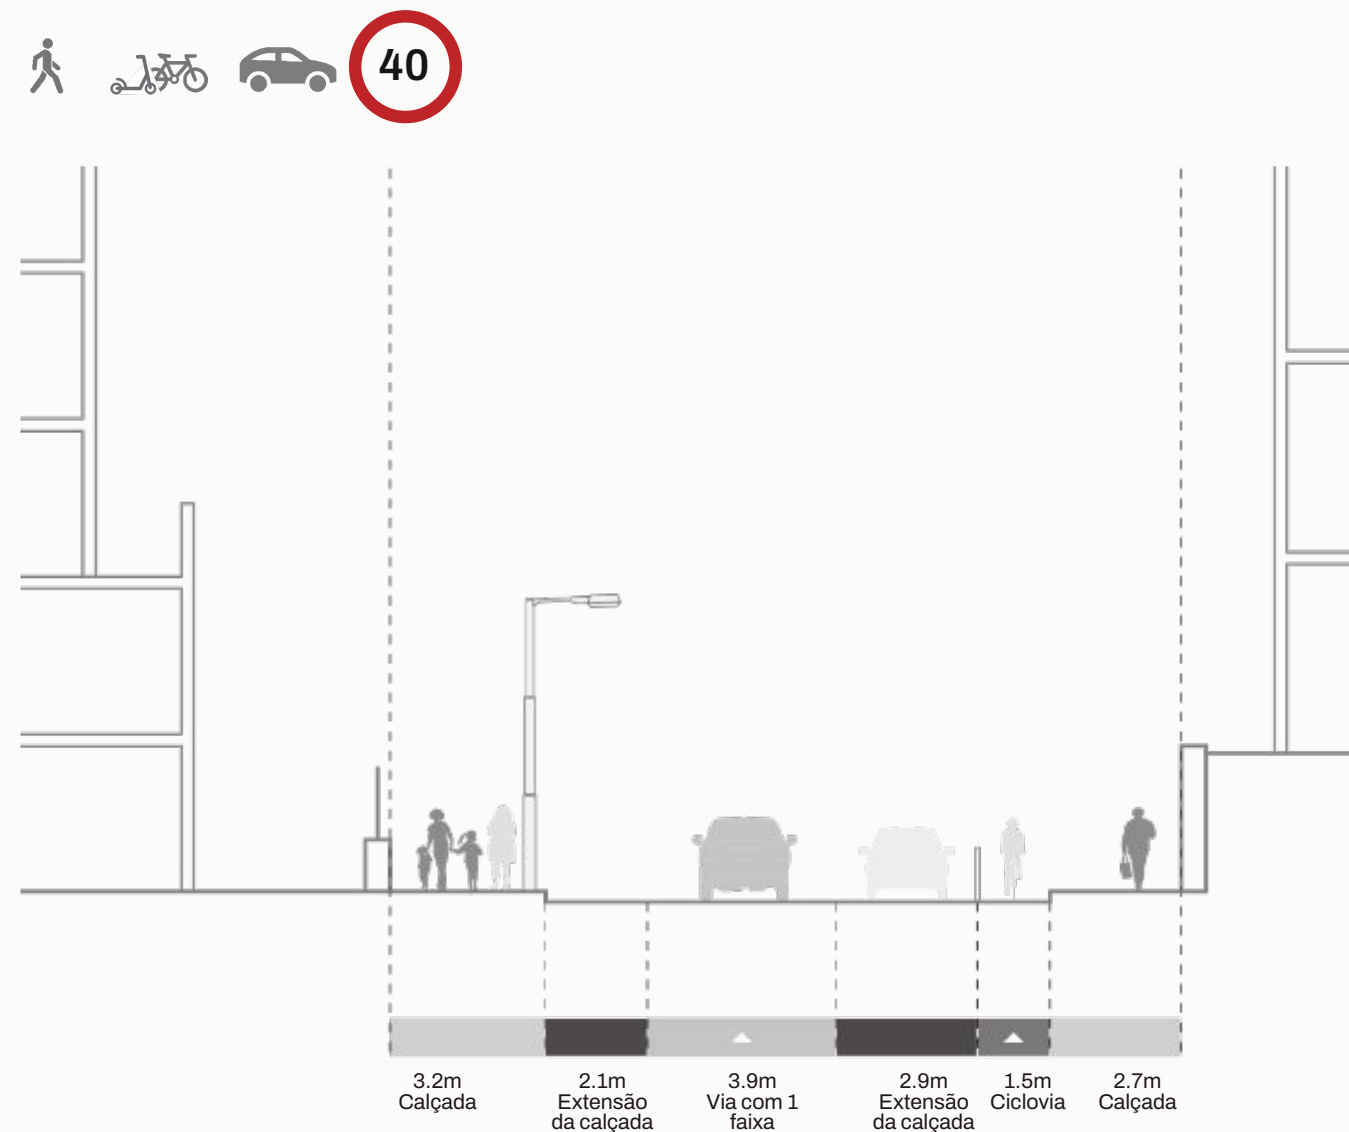 40
3.2m
Calçada
2.1m
Extensão
da calçada
3.9m
Via com 1
faixa
2.9m
Extensão
da calçada
1.5m
Ciclovia
2.7m
Calçada